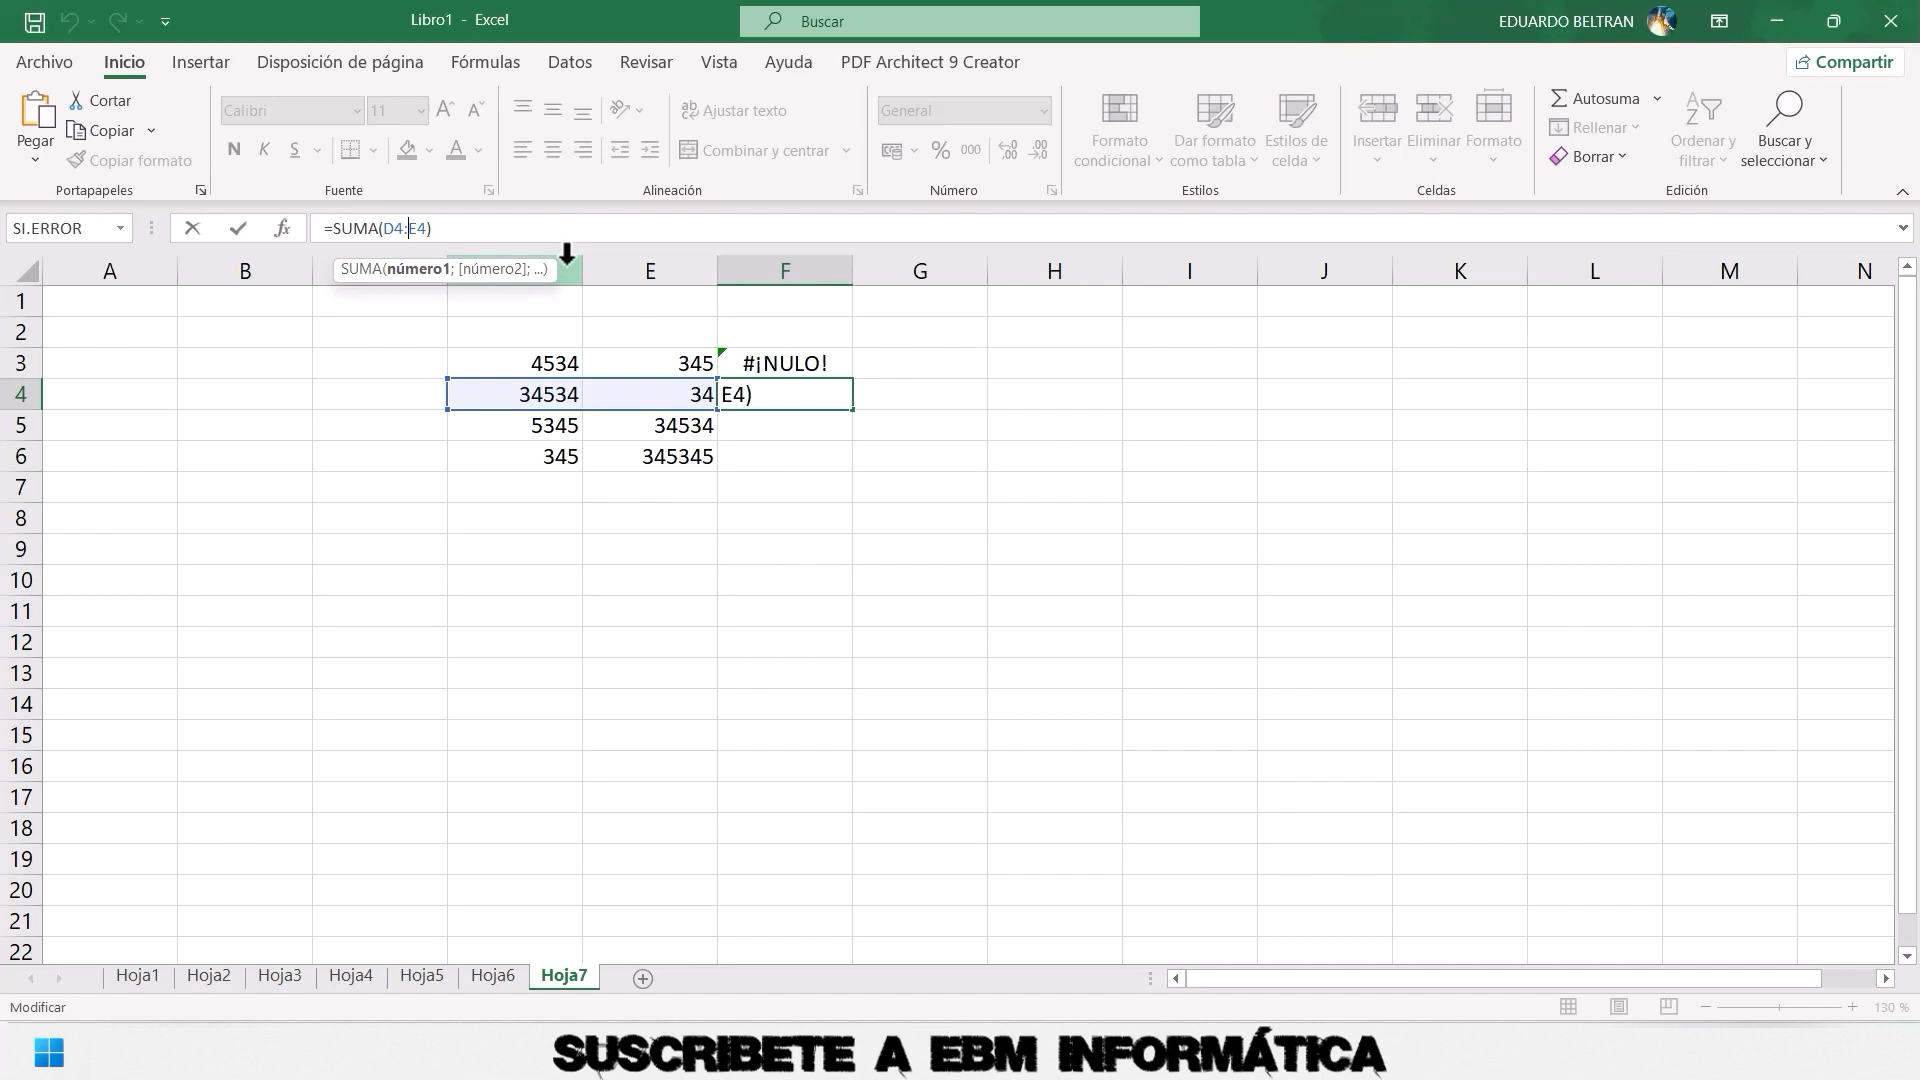 Libro1 - Excel
Buscar
EDUARDO BELTRAN
Archivo Inicio Insertar Disposición de página Fórmulas Datos Revisar Vista Ayuda PDF Architect 9 Creator Compartir
Pegar
Cortar
Copiar
Copiar formato
Portapapeles
Calibri 11
N K S A
Fuente
Ajustar texto
Combinar y centrar
Alineación
General
% 000
Número
Formato condicional
Dar formato como tabla
Estilos de celda
Estilos
Insertar Eliminar Formato
Celdas
Autosuma
Rellenar
Borrar
Ordenar y filtrar
Buscar y seleccionar
Edición
SI.ERROR fx =SUMA(D4:E4)
SUMA(número1; [número2]; ...)
A B E F G H I J K L M N
1
2
3 4534 345 #¡NULO!
4 34534 34 E4)
5 5345 34534
6 345 345345
7
8
9
10
11
12
13
14
15
16
17
18
19
20
21
22
Hoja1 Hoja2 Hoja3 Hoja4 Hoja5 Hoja6 Hoja7
Modificar 130 %
SUSCRIBETE A EBM INFORMÁTICA